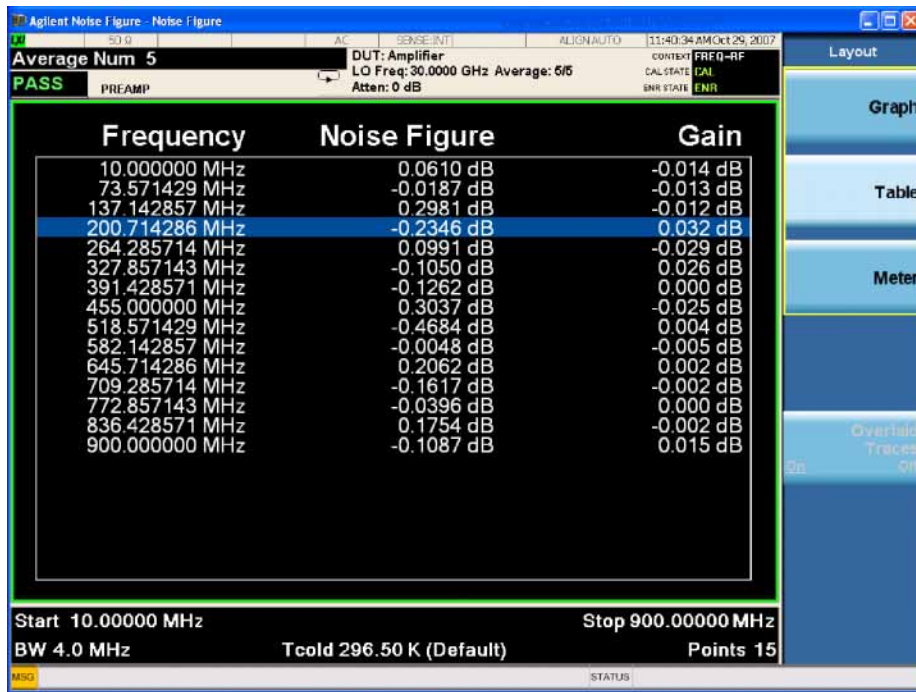 Agilent Noise Figure - Noise Figure
50 Ω AC SENSE:INT ALIGNAUTO 11:40:34 AM Oct 29, 2007
Average Num 5
PASS PREAMP
DUT: Amplifier
LO Freq: 30.0000 GHz Average: 5/5
Atten: 0 dB
CONTEXT FREQ-RF
CAL STATE CAL
ENR STATE ENR
Layout
Graph
Table
Meter
Overlaid
Traces
On Off
Frequency Noise Figure Gain
10.000000 MHz 0.0610 dB -0.014 dB
73.571429 MHz -0.0187 dB -0.013 dB
137.142857 MHz 0.2981 dB -0.012 dB
200.714286 MHz -0.2346 dB 0.032 dB
264.285714 MHz 0.0991 dB -0.029 dB
327.857143 MHz -0.1050 dB 0.026 dB
391.428571 MHz -0.1262 dB 0.000 dB
455.000000 MHz 0.3037 dB -0.025 dB
518.571429 MHz -0.4684 dB 0.004 dB
582.142857 MHz -0.0048 dB -0.005 dB
645.714286 MHz 0.2062 dB 0.002 dB
709.285714 MHz -0.1617 dB -0.002 dB
772.857143 MHz -0.0396 dB 0.000 dB
836.428571 MHz 0.1754 dB -0.002 dB
900.000000 MHz -0.1087 dB 0.015 dB
Start 10.00000 MHz Stop 900.00000 MHz
BW 4.0 MHz Tcold 296.50 K (Default) Points 15
MSG STATUS